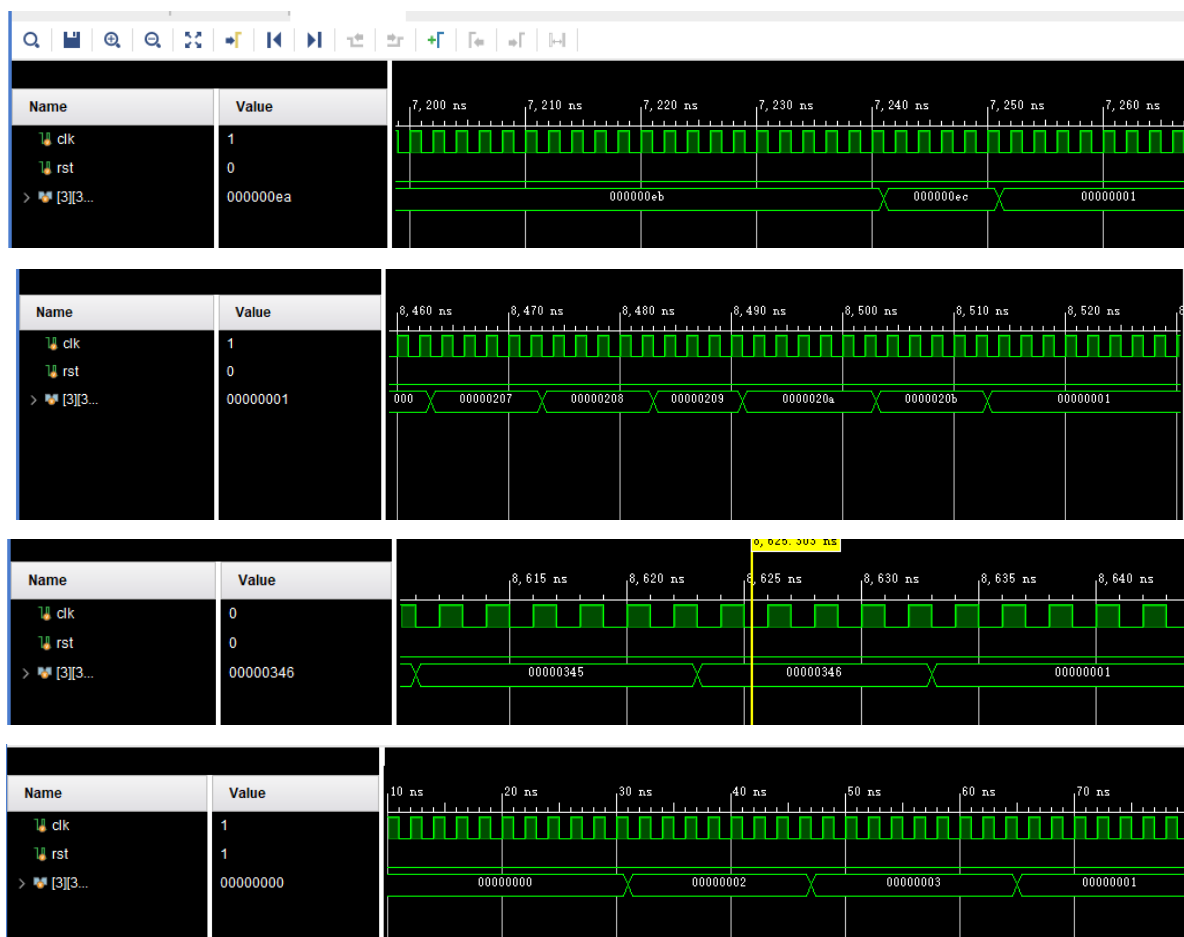 7,200 ns 7,210 ns 7,220 ns 7,230 ns 7,240 ns 7,250 ns 7,260 ns
Name Value
clk 1
rst 0
[3][3... 000000ea 000000eb 000000ec 00000001
8,460 ns 8,470 ns 8,480 ns 8,490 ns 8,500 ns 8,510 ns 8,520 ns
Name Value
clk 1
rst 0
[3][3... 00000001 000 00000207 00000208 00000209 0000020a 0000020b 00000001
8,625.303 ns
8,615 ns 8,620 ns 8,625 ns 8,630 ns 8,635 ns 8,640 ns
Name Value
clk 0
rst 0
[3][3... 00000346 00000345 00000346 00000001
10 ns 20 ns 30 ns 40 ns 50 ns 60 ns 70 ns
Name Value
clk 1
rst 1
[3][3... 00000000 00000000 00000002 00000003 00000001